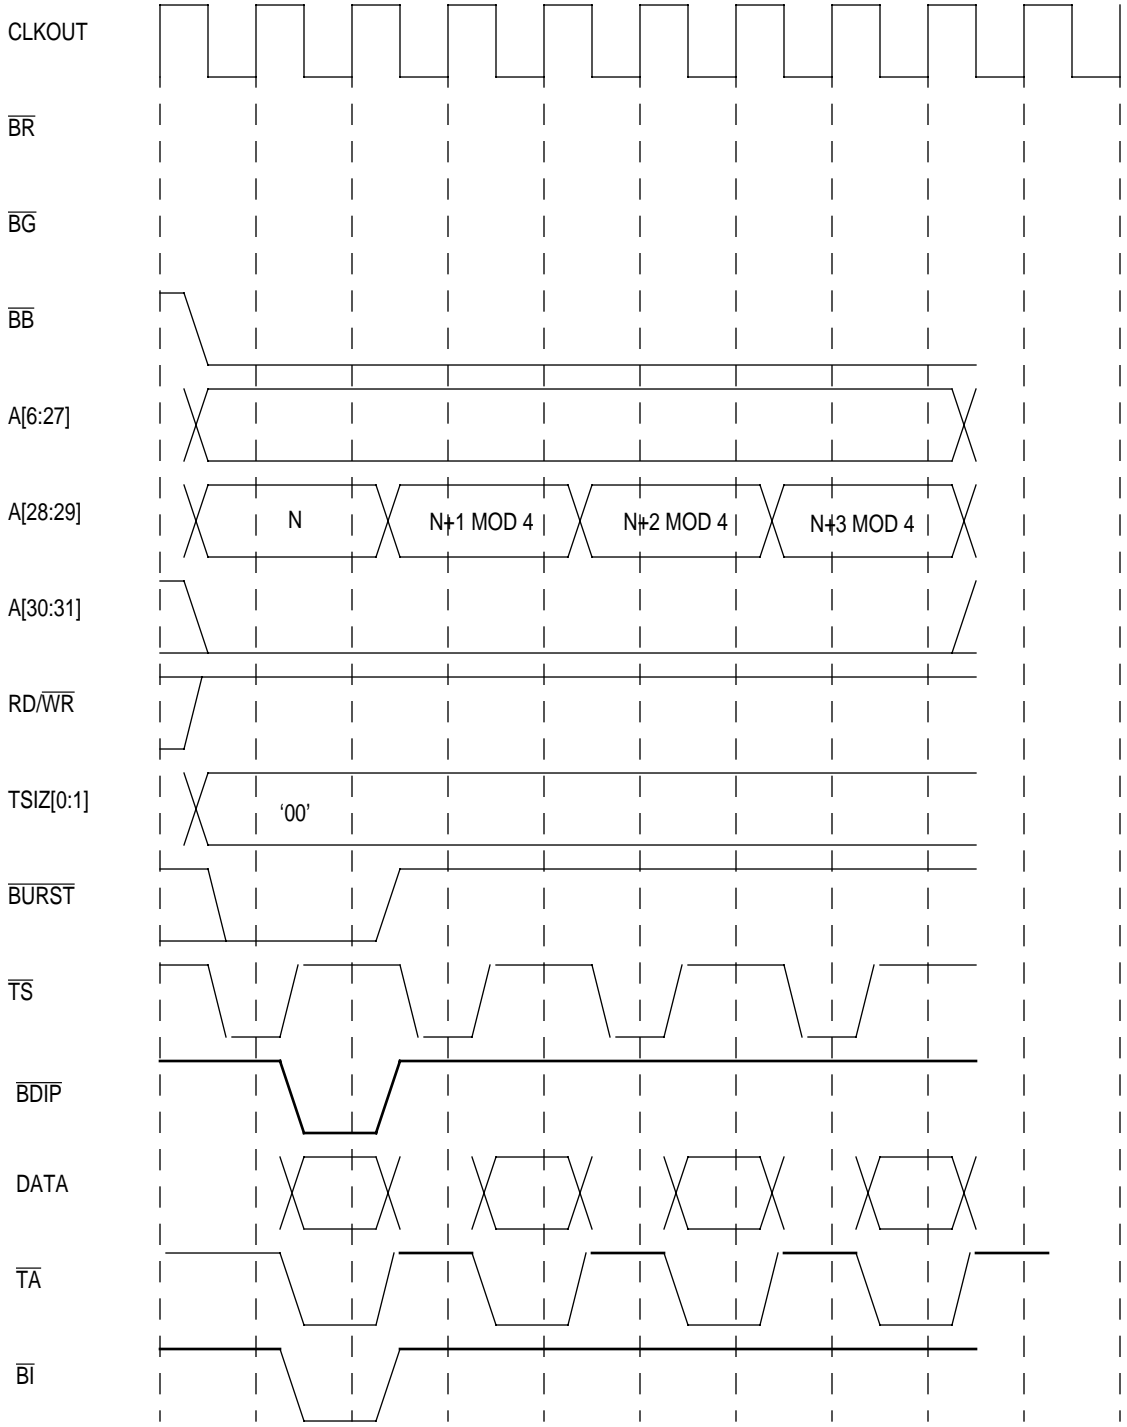 CLKOUT
BR
BG
BB
A[6:27]
A[28:29]
N
N+1 MOD 4
N+2 MOD 4
N+3 MOD 4
A[30:31]
RD/WR
TSIZ[0:1]
‘00’
BURST
TS
BDIP
DATA
TA
BI